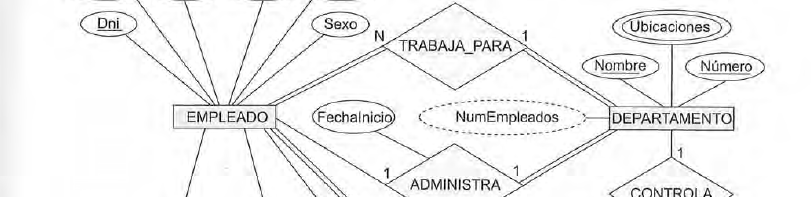 Dni
Sexo
N
TRABAJA_PARA
1
Ubicaciones
Nombre
Número
EMPLEADO
FechaInicio
NumEmpleados
DEPARTAMENTO
1
ADMINISTRA
1
1
CONTROLA